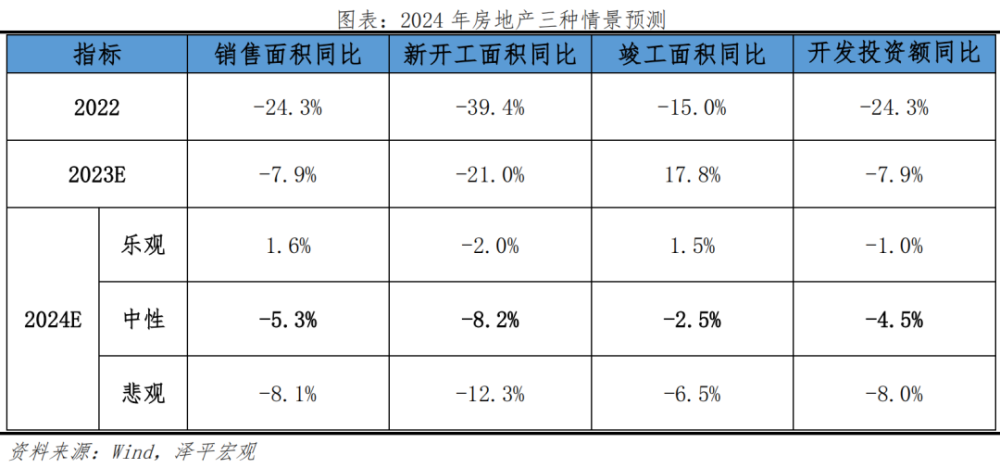 图表：2024 年房地产三种情景预测
指标 销售面积同比 新开工面积同比 竣工面积同比 开发投资额同比
2022 -24.3% -39.4% -15.0% -24.3%
2023E -7.9% -21.0% 17.8% -7.9%
乐观 1.6% -2.0% 1.5% -1.0%
2024E 中性 -5.3% -8.2% -2.5% -4.5%
悲观 -8.1% -12.3% -6.5% -8.0%
资料来源：Wind，泽平宏观